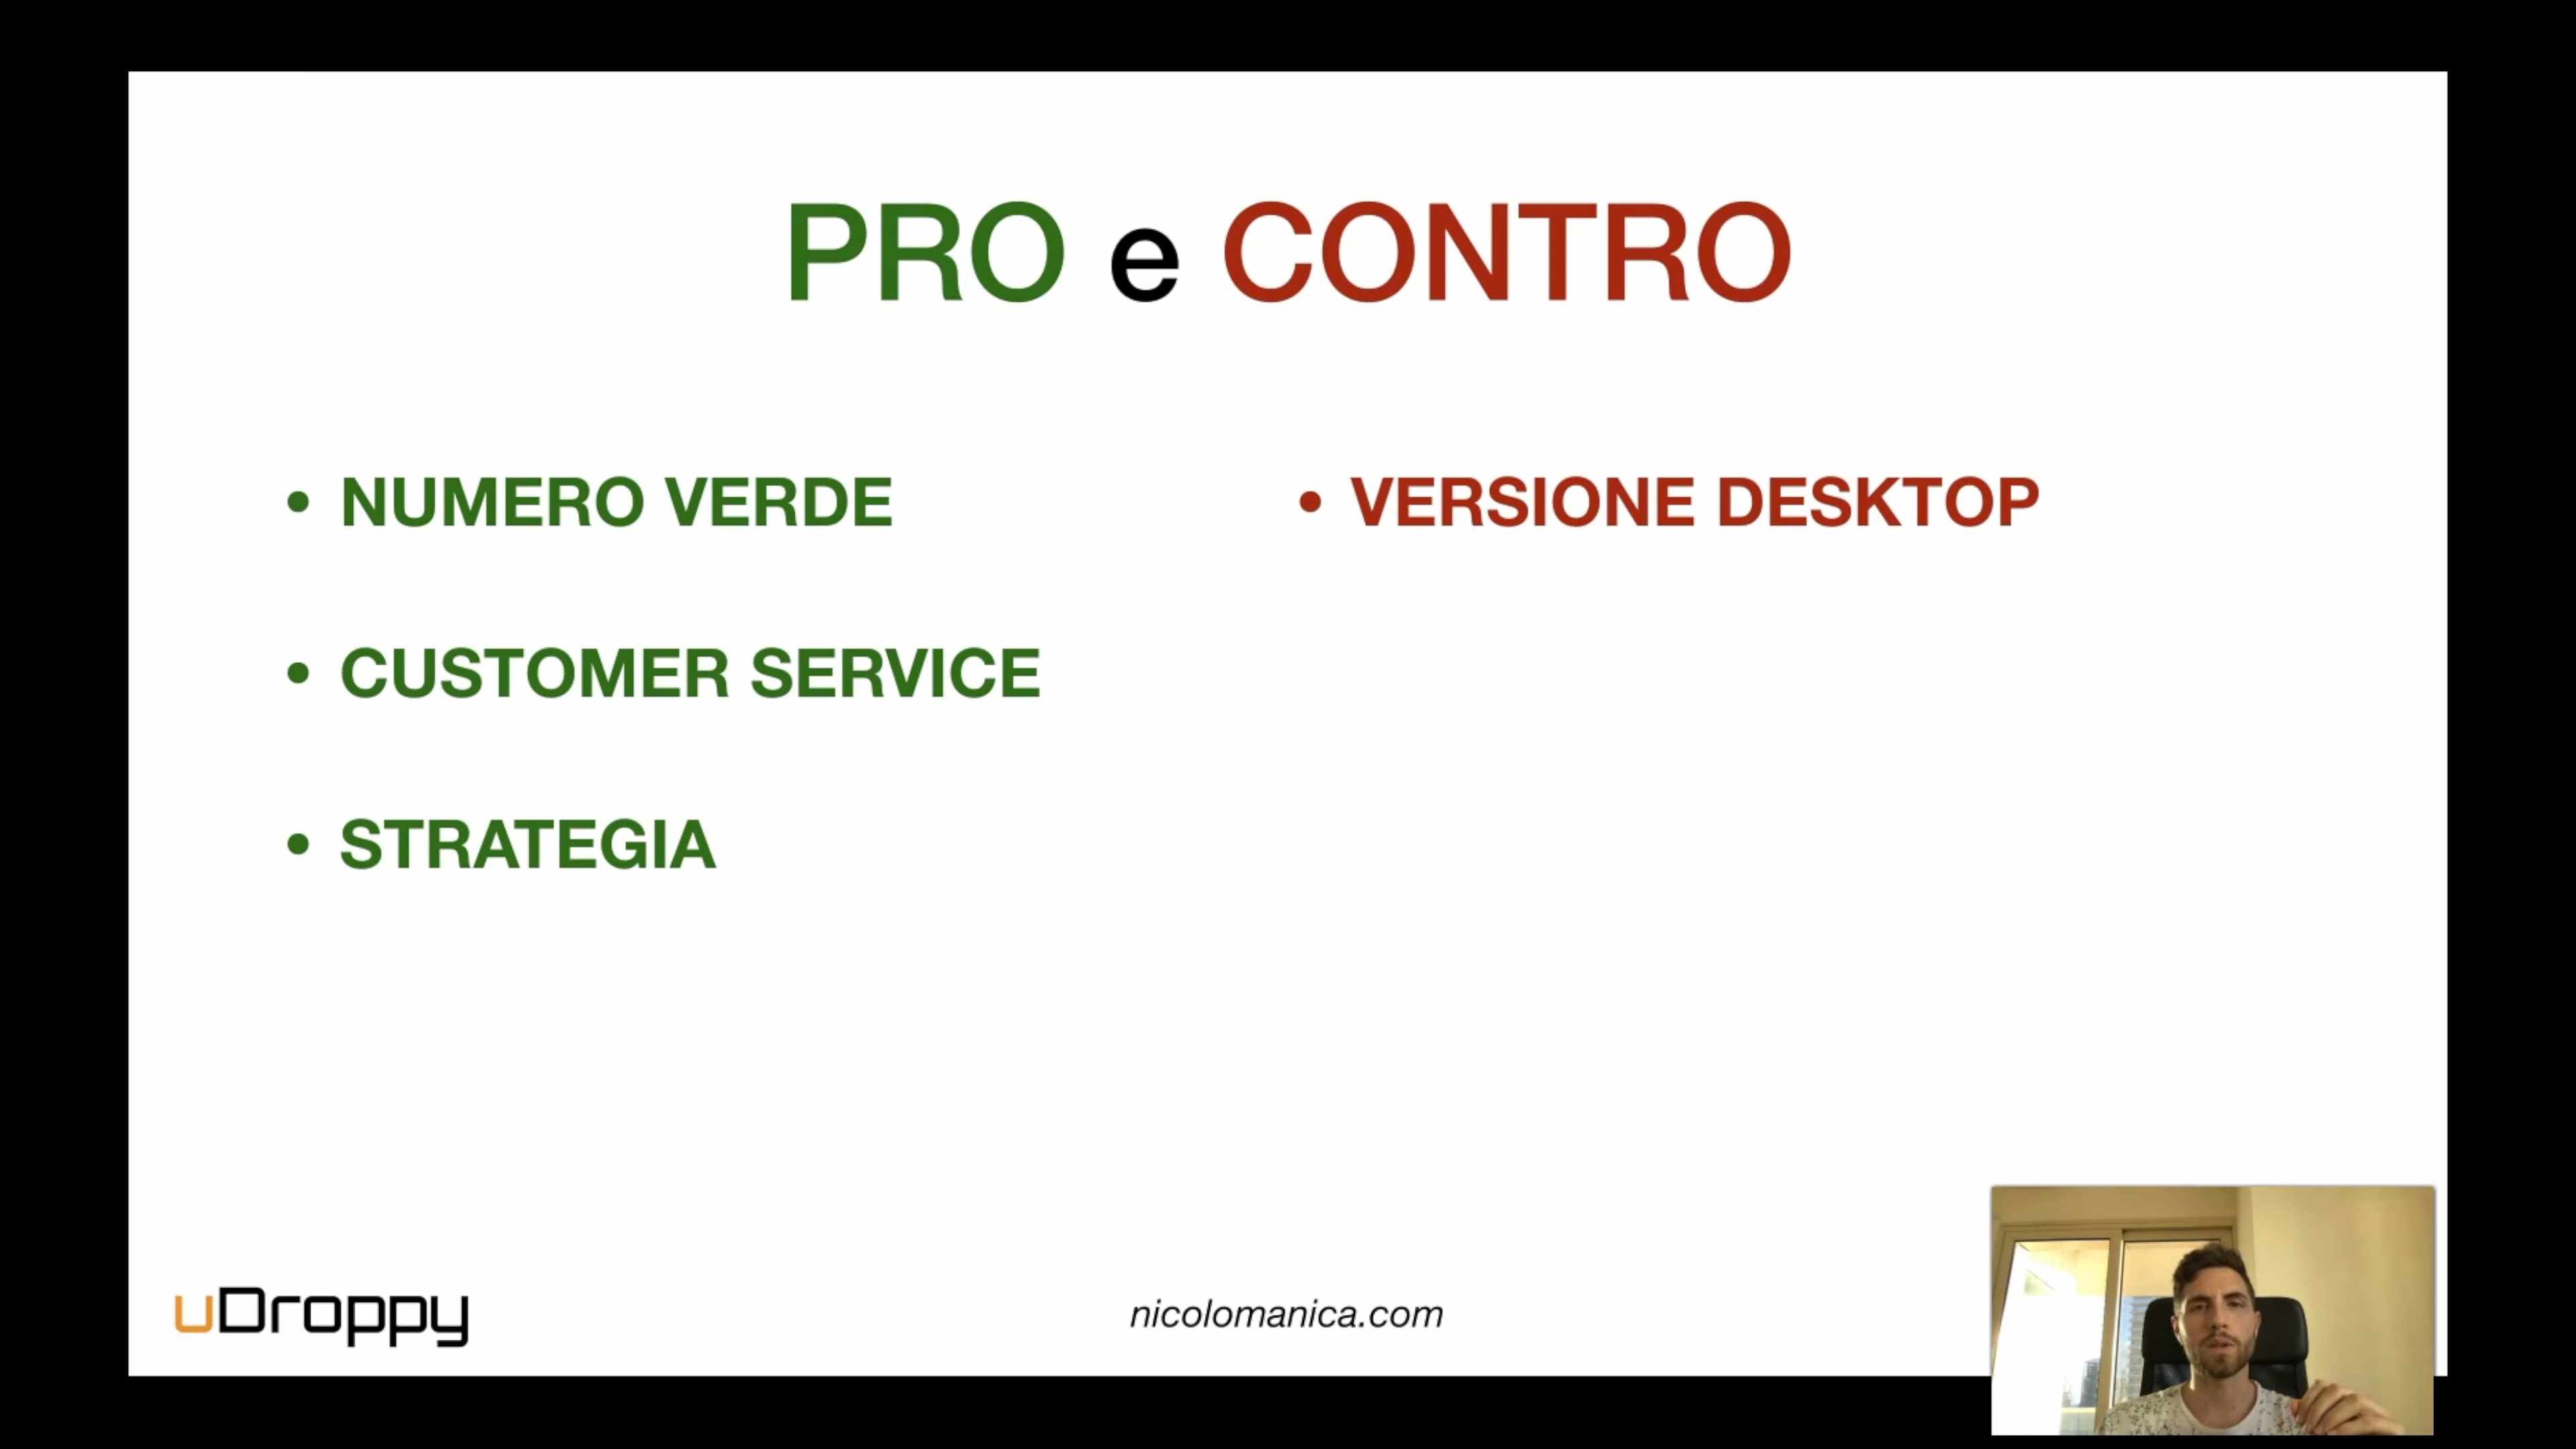 PRO e CONTRO
• NUMERO VERDE
• CUSTOMER SERVICE
• STRATEGIA
• VERSIONE DESKTOP
uDroppy
nicolomanica.com